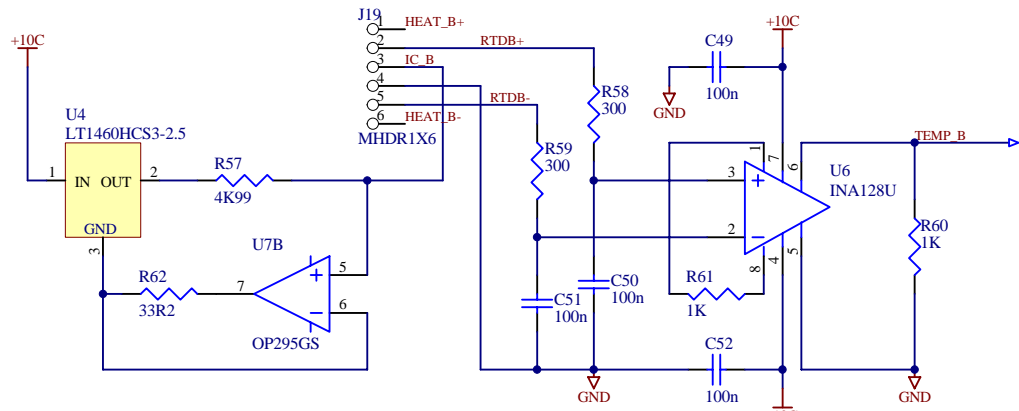 J19
1 HEAT_B+
2 RTDB+
3 IC_B
4
5 RTDB-
6 HEAT_B-
MHDR1X6
+10C
U4
LT1460HCS3-2.5
1 IN OUT 2
GND
3
R57
4K99
U7B
5
6
7
OP295GS
R62
33R2
R58
300
R59
300
C51
100n
C50
100n
C49
100n
GND
+10C
1
7
6
3
2
8
4
5
U6
INA128U
TEMP_B
R60
1K
R61
1K
C52
100n
GND
GND